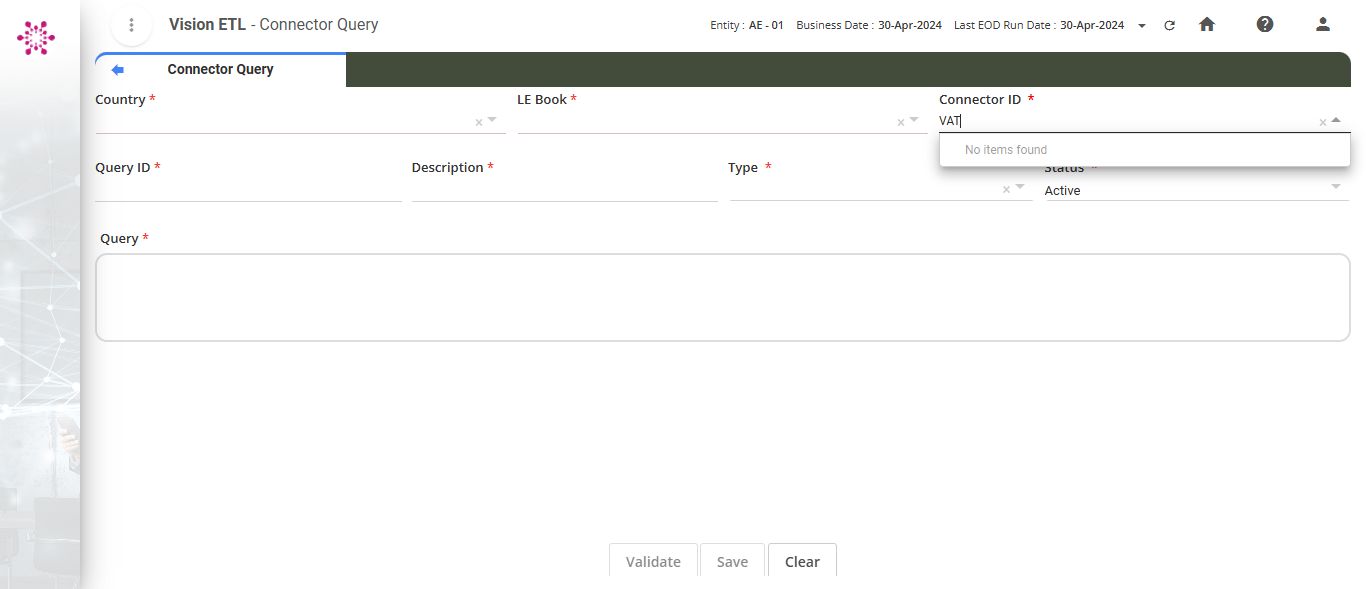 Vision ETL - Connector Query
Entity : AE - 01 Business Date : 30-Apr-2024 Last EOD Run Date : 30-Apr-2024
Connector Query
Country *
LE Book *
Connector ID *
VAT
No items found
Query ID *
Description *
Type *
Status *
Active
Query *
Validate
Save
Clear